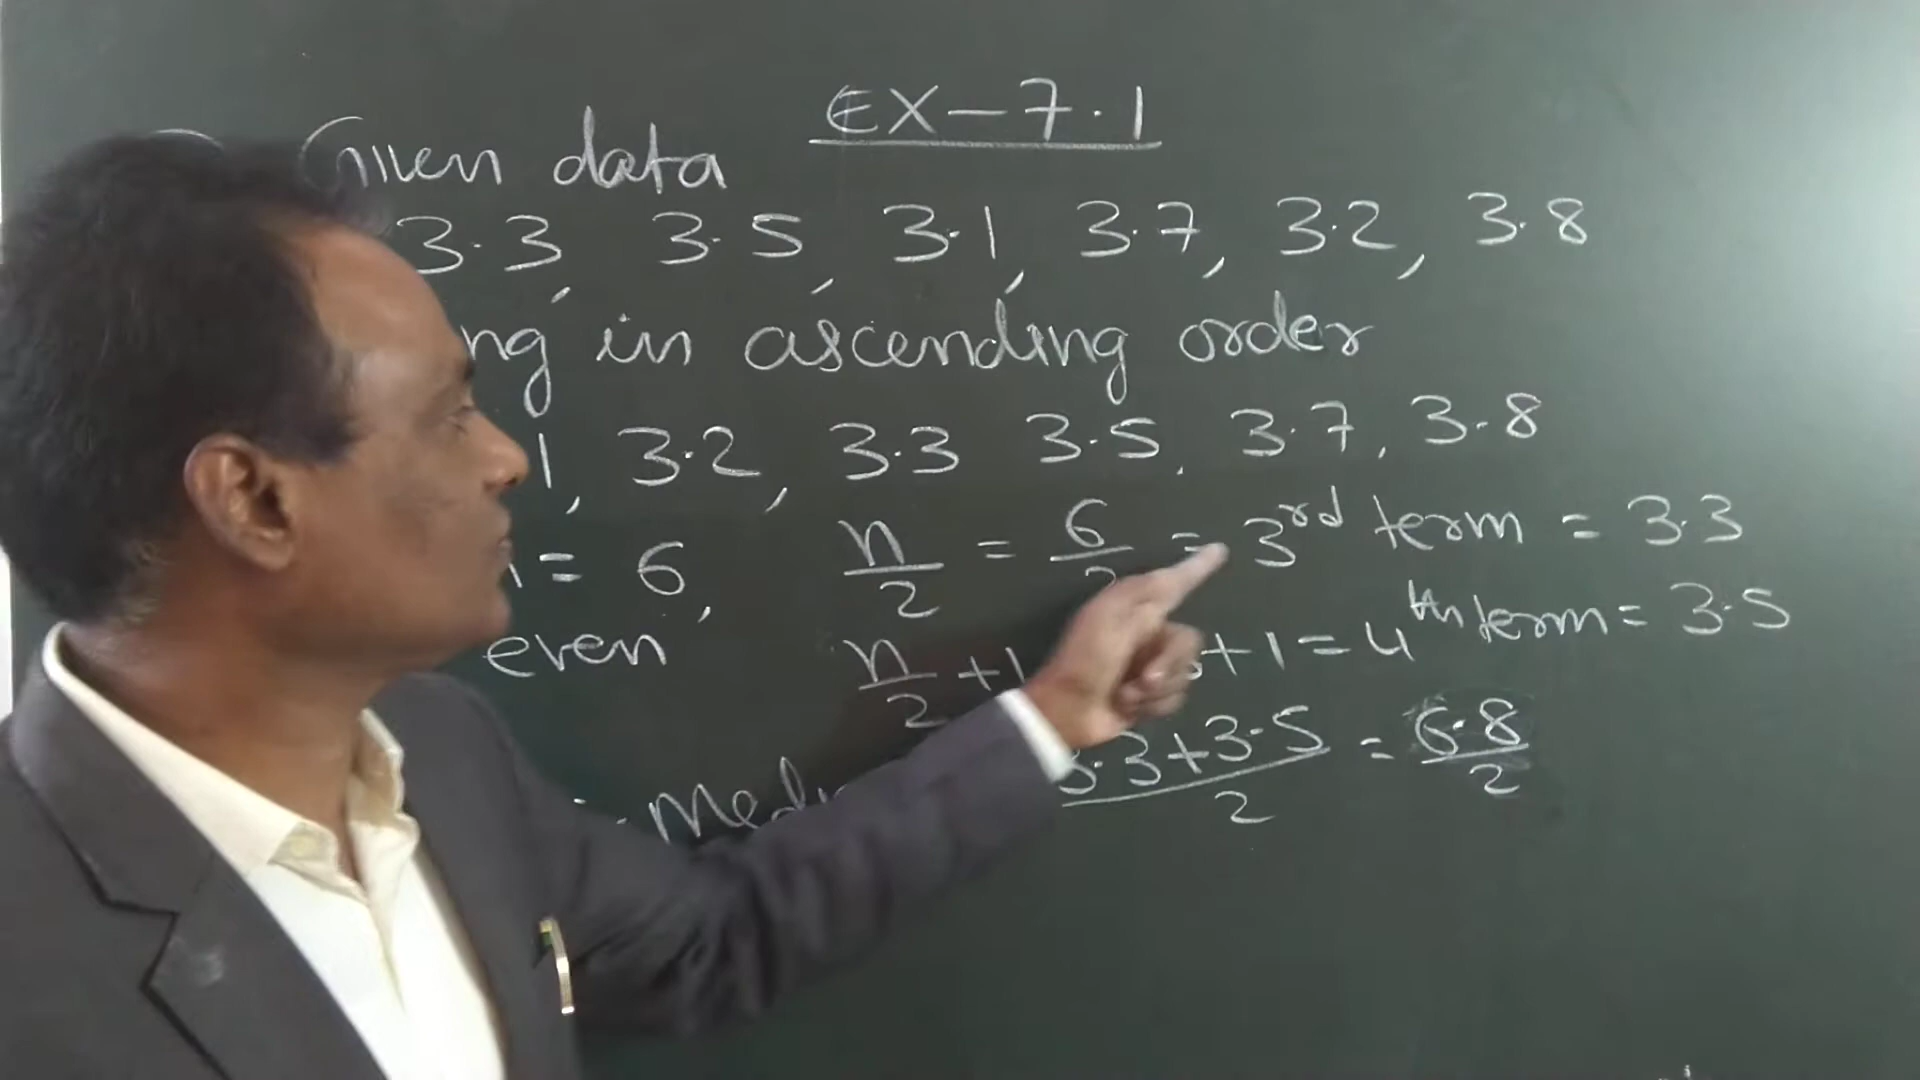 EX-7.1
Given data
3.3, 3.5, 3.1, 3.7, 3.2, 3.8
ng in ascending order
1, 3.2, 3.3 3.5, 3.7, 3.8
= 6, n/2 = 6/2 = 3rd term = 3.3
even n/2 +1 +1 = 4th term = 3.5
3.3+3.5/2 = 6.8/2